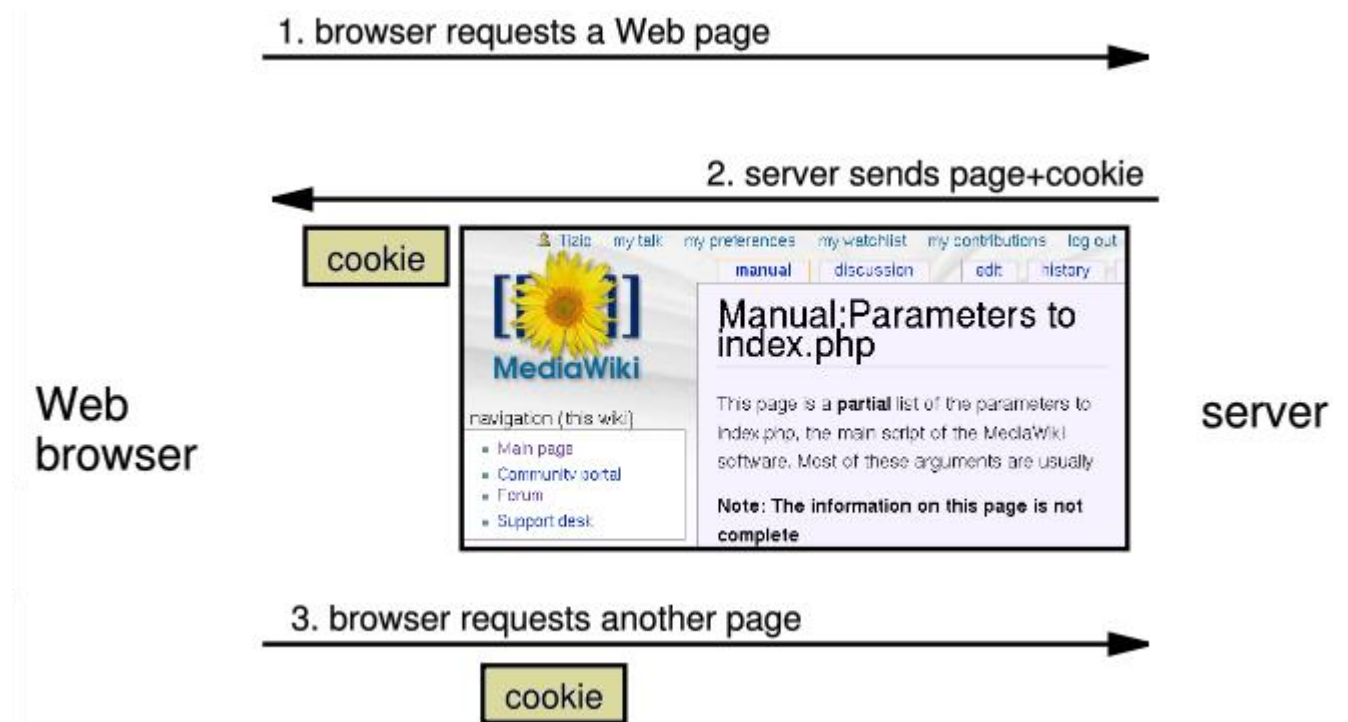 1. browser requests a Web page
2. server sends page+cookie
cookie
Tizio my talk my preferences my watchlist my contributions log out
manual discussion edit history
[[ ]]
MediaWiki
Manual:Parameters to
index.php
This page is a partial list of the parameters to
index.php, the main script of the MediaWiki
software. Most of these arguments are usually
Note: The information on this page is not
complete
navigation (this wiki)
Main page
Community portal
Forum
Support desk
Web
browser
server
3. browser requests another page
cookie